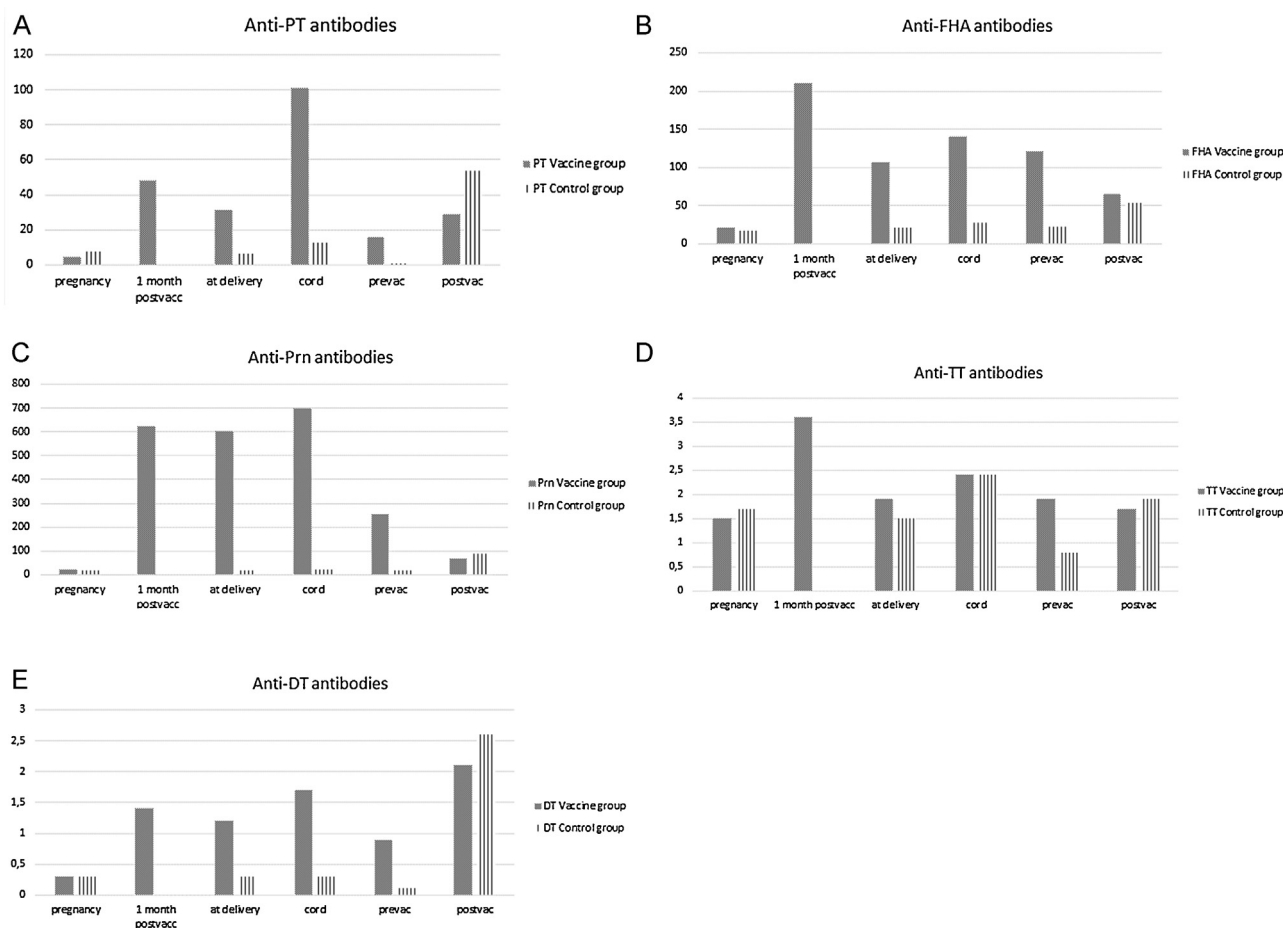 A
Anti-PT antibodies
120
100
80
60
40
20
0
pregnancy
1 month
postvacc
at delivery
cord
prevac
postvac
PT Vaccine group
PT Control group
B
Anti-FHA antibodies
250
200
150
100
50
0
pregnancy
1 month
postvacc
at delivery
cord
prevac
postvac
FHA Vaccine group
FHA Control group
C
Anti-Prn antibodies
800
700
600
500
400
300
200
100
0
pregnancy
1 month
postvacc
at delivery
cord
prevac
postvac
Prn Vaccine group
Prn Control group
D
Anti-TT antibodies
4
3,5
3
2,5
2
1,5
1
0,5
0
pregnancy
1 month postvacc
at delivery
cord
prevac
postvac
TT Vaccine group
TT Control group
E
Anti-DT antibodies
3
2,5
2
1,5
1
0,5
0
pregnancy
1 month
postvacc
at delivery
cord
prevac
postvac
DT Vaccine group
DT Control group